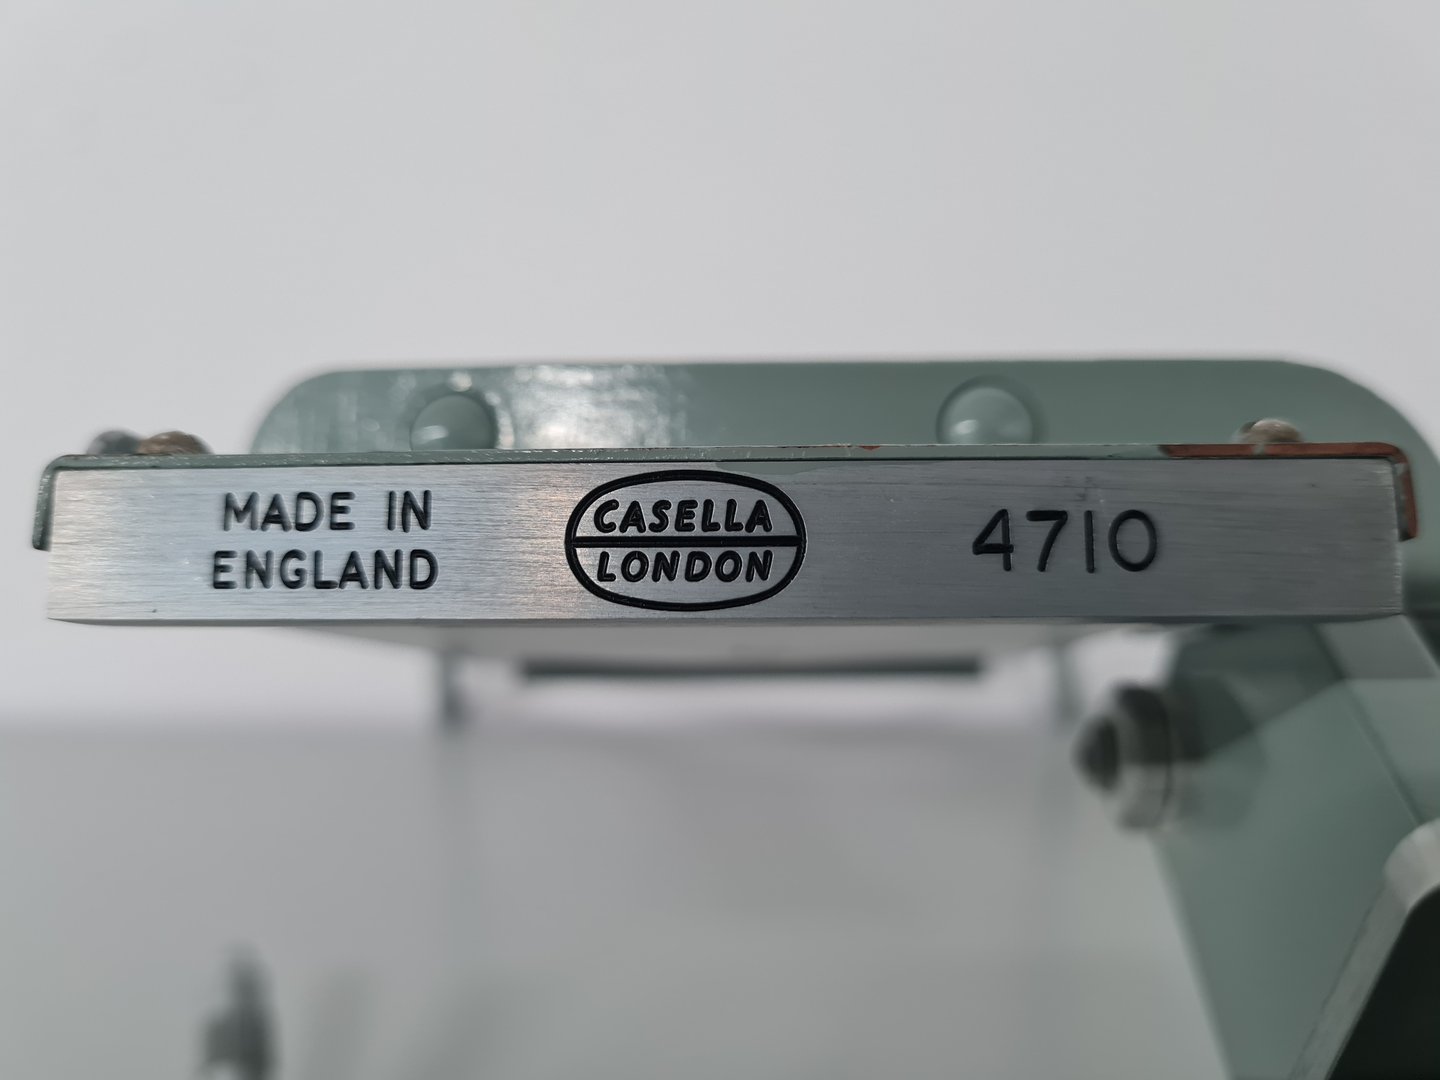 MADE IN
ENGLAND
CASELLA
LONDON
4710